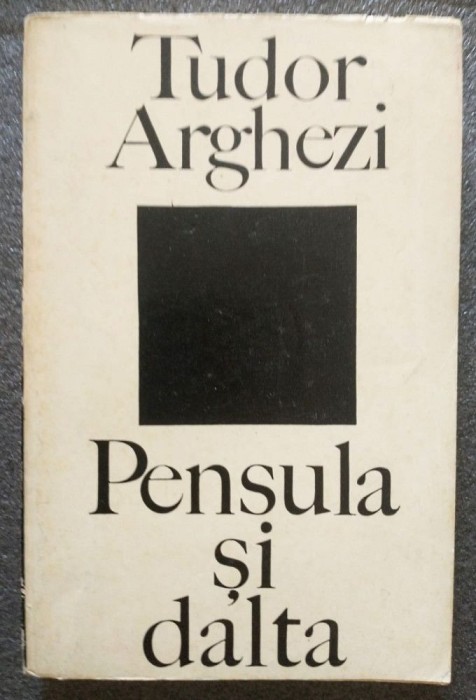 Tudor
Arghezi
Pensula
și
dalta